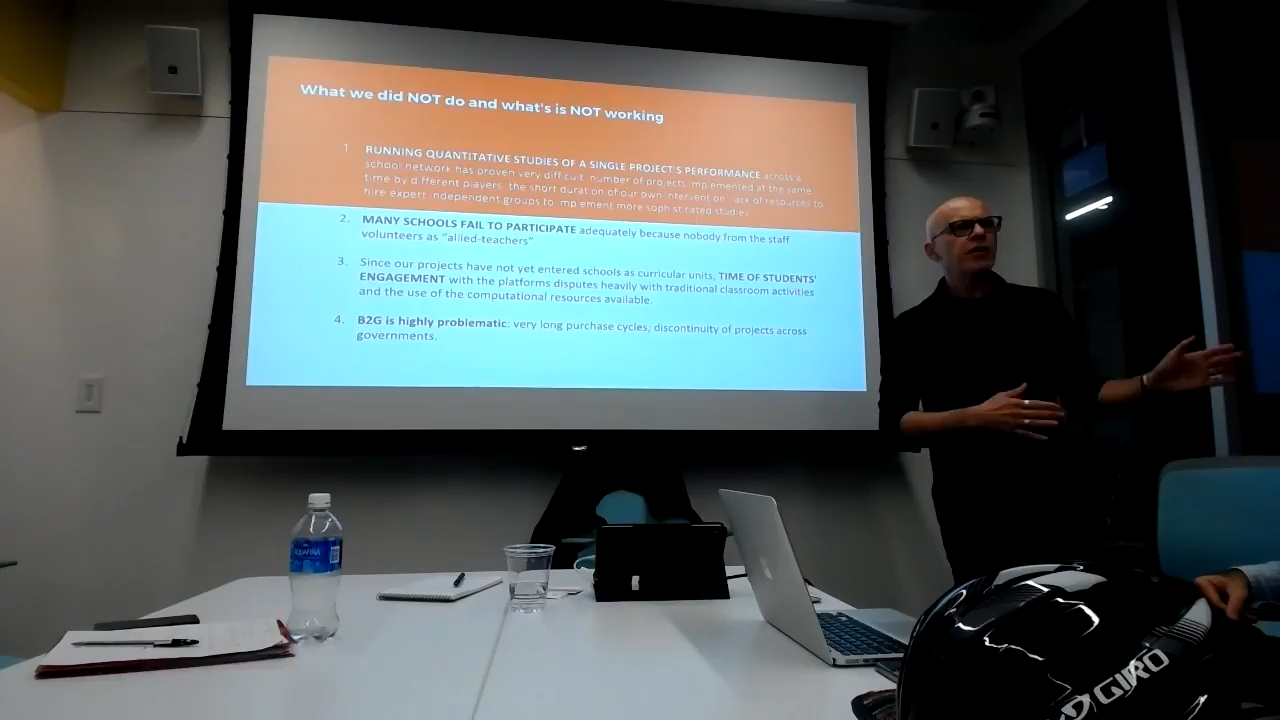 What we did NOT do and what's is NOT working
1 RUNNING QUANTITATIVE STUDIES OF A SINGLE PROJECT'S PERFORMANCE across a
school network has proven very difficult: number of projects implemented at the same
time by different players, the short duration of our own intervention, lack of resources to
hire expert independent groups to implement more sophisticated studies
2. MANY SCHOOLS FAIL TO PARTICIPATE adequately because nobody from the staff
volunteers as "allied-teachers"
3. Since our projects have not yet entered schools as curricular units, TIME OF STUDENTS'
ENGAGEMENT with the platforms disputes heavily with traditional classroom activities
and the use of the computational resources available.
4. B2G is highly problematic: very long purchase cycles; discontinuity of projects across
governments.
AQUAFINA
GIRO